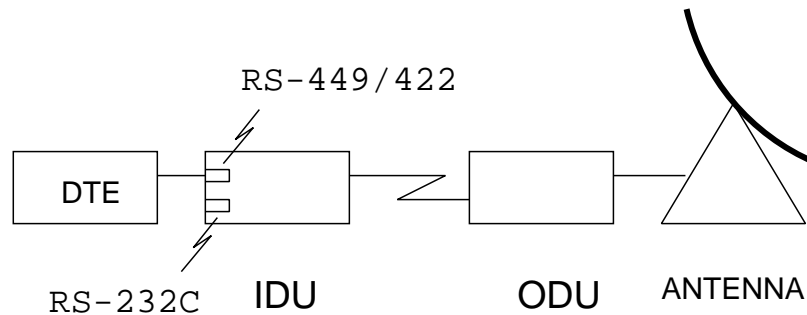 RS-449/422
DTE
RS-232C
IDU
ODU
ANTENNA